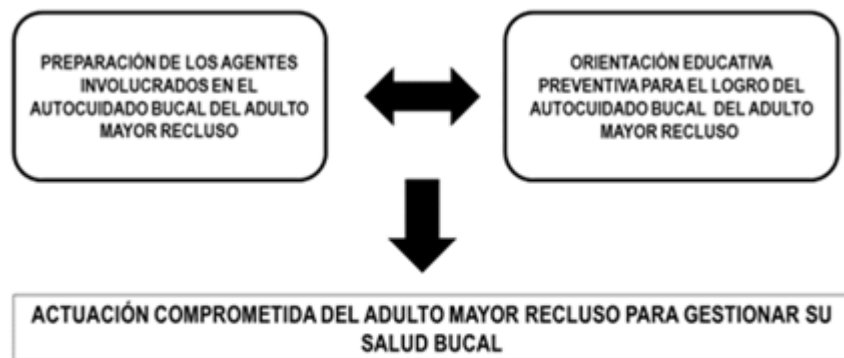 PREPARACIÓN DE LOS AGENTES
INVOLUCRADOS EN EL
AUTOCUIDADO BUCAL DEL ADULTO
MAYOR RECLUSO
ORIENTACIÓN EDUCATIVA
PREVENTIVA PARA EL LOGRO DEL
AUTOCUIDADO BUCAL DEL ADULTO
MAYOR RECLUSO
ACTUACIÓN COMPROMETIDA DEL ADULTO MAYOR RECLUSO PARA GESTIONAR SU
SALUD BUCAL